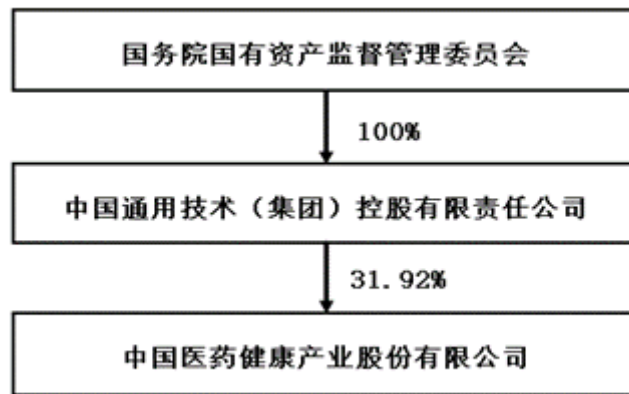 国务院国有资产监督管理委员会
100%
中国通用技术（集团）控股有限责任公司
31.92%
中国医药健康产业股份有限公司